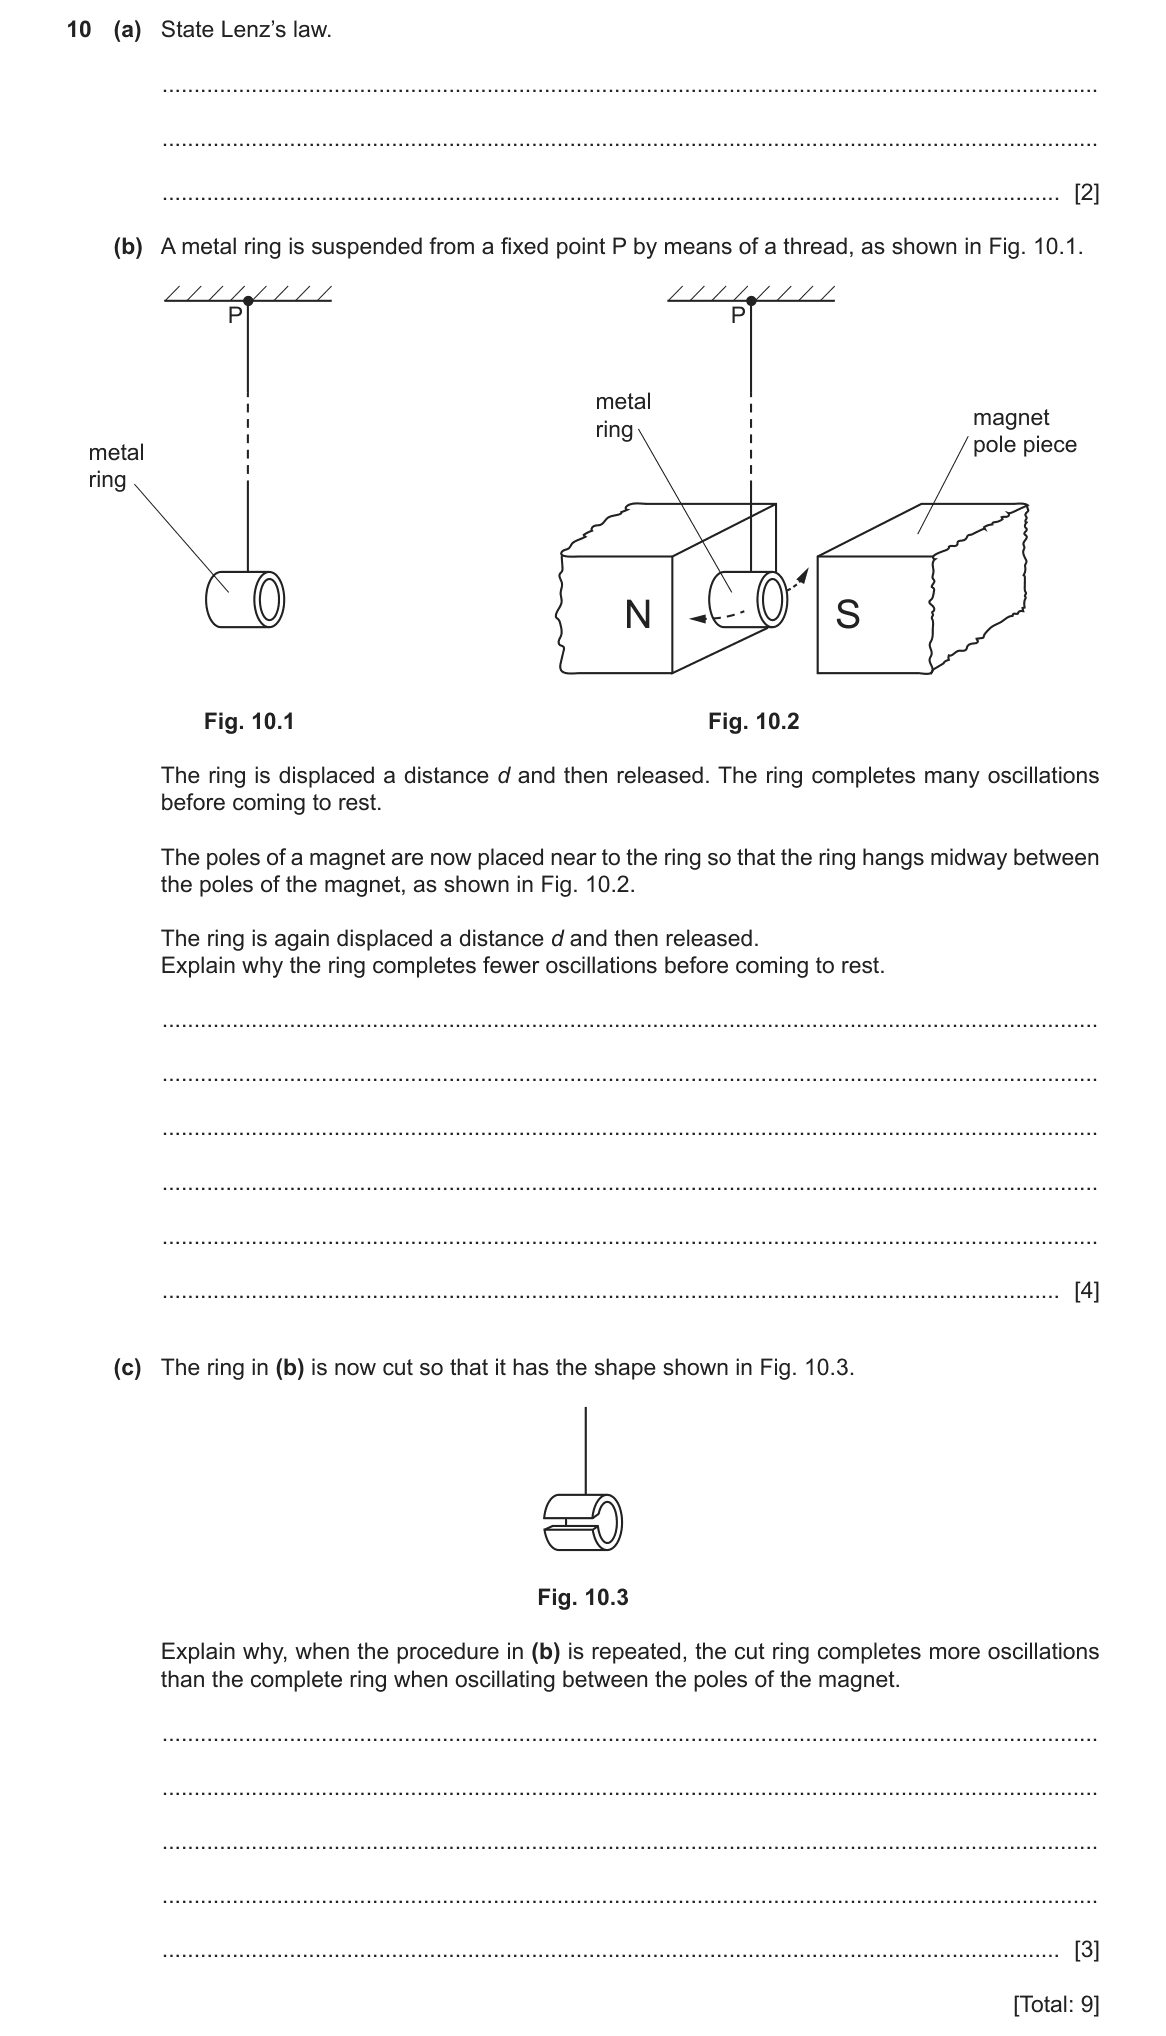 10 (a) State Lenz’s law.
........................................................................................................................
........................................................................................................................
........................................................................................................................ [2]
(b) A metal ring is suspended from a fixed point P by means of a thread, as shown in Fig. 10.1.
P P
metal
ring
magnet
pole piece
metal
ring
N S
Fig. 10.1 Fig. 10.2
The ring is displaced a distance d and then released. The ring completes many oscillations
before coming to rest.
The poles of a magnet are now placed near to the ring so that the ring hangs midway between
the poles of the magnet, as shown in Fig. 10.2.
The ring is again displaced a distance d and then released.
Explain why the ring completes fewer oscillations before coming to rest.
........................................................................................................................
........................................................................................................................
........................................................................................................................
........................................................................................................................
........................................................................................................................
........................................................................................................................ [4]
(c) The ring in (b) is now cut so that it has the shape shown in Fig. 10.3.
Fig. 10.3
Explain why, when the procedure in (b) is repeated, the cut ring completes more oscillations
than the complete ring when oscillating between the poles of the magnet.
........................................................................................................................
........................................................................................................................
........................................................................................................................
........................................................................................................................
........................................................................................................................ [3]
[Total: 9]